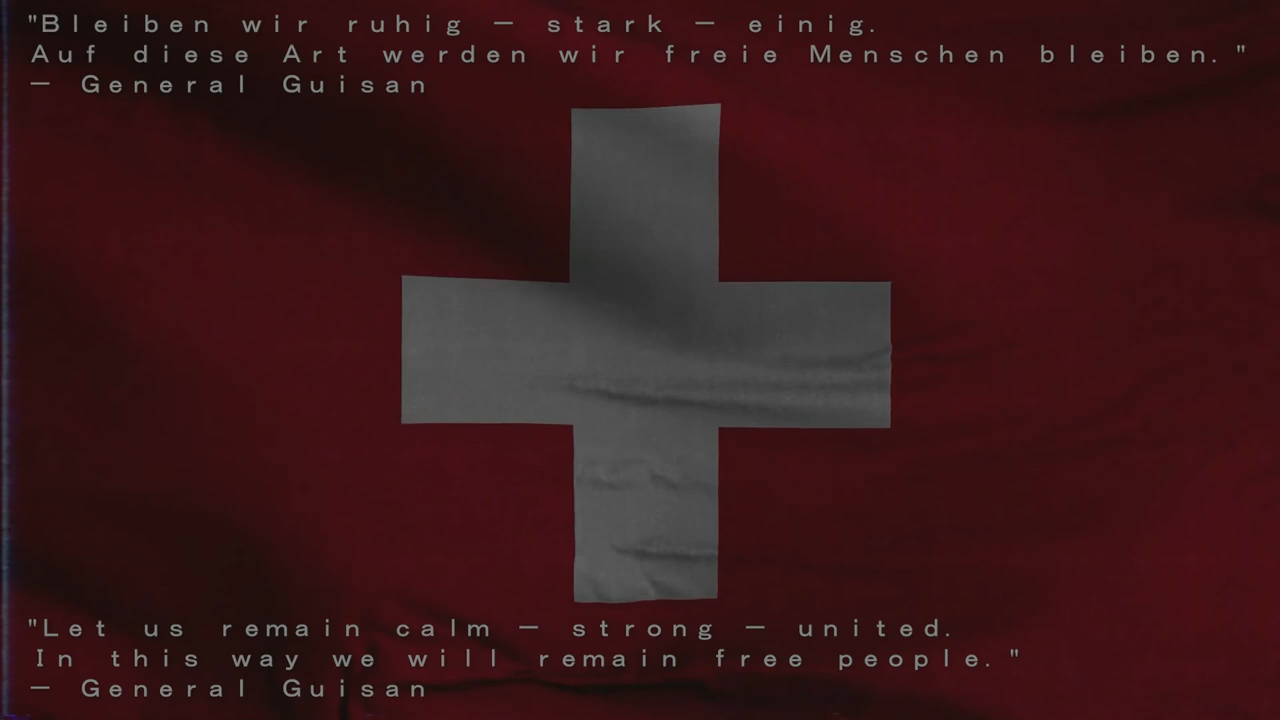 "Bleiben wir ruhig – stark – einig.
Auf diese Art werden wir freie Menschen bleiben."
– General Guisan
"Let us remain calm – strong – united.
In this way we will remain free people."
– General Guisan